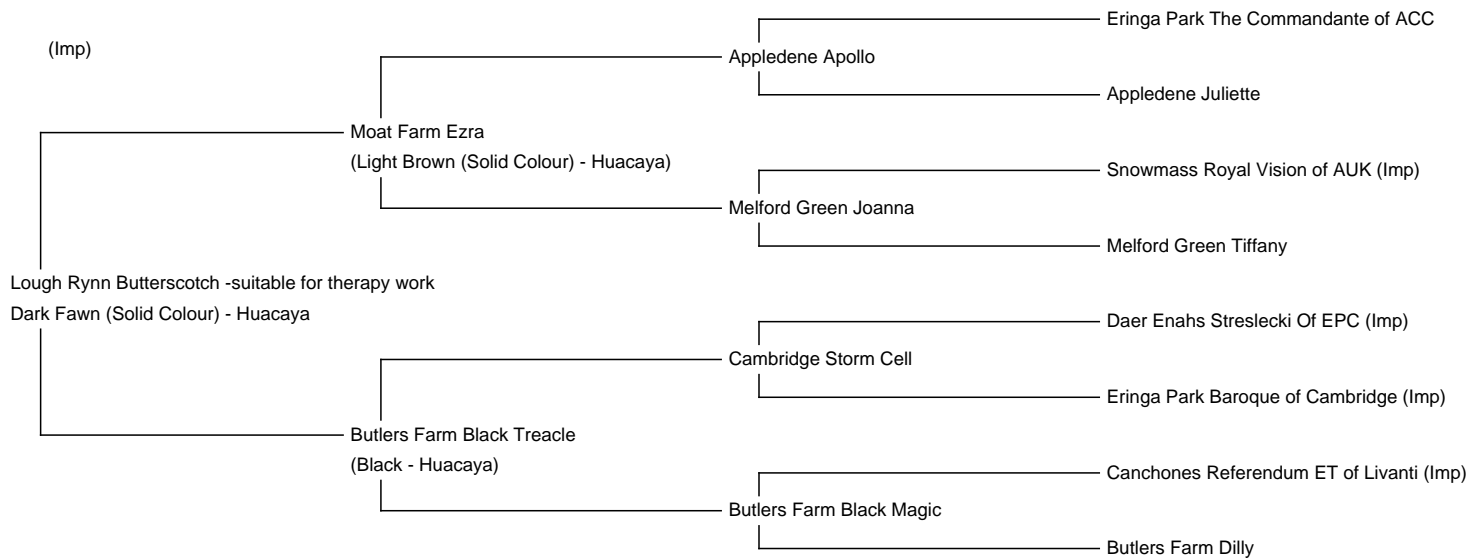 Eringa Park The Commandante of ACC
(Imp)
Appledene Apollo
Appledene Juliette
Moat Farm Ezra
(Light Brown (Solid Colour) - Huacaya)
Snowmass Royal Vision of AUK (Imp)
Melford Green Joanna
Melford Green Tiffany
Lough Rynn Butterscotch -suitable for therapy work
Dark Fawn (Solid Colour) - Huacaya
Daer Enahs Streslecki Of EPC (Imp)
Cambridge Storm Cell
Eringa Park Baroque of Cambridge (Imp)
Butlers Farm Black Treacle
(Black - Huacaya)
Canchones Referendum ET of Livanti (Imp)
Butlers Farm Black Magic
Butlers Farm Dilly